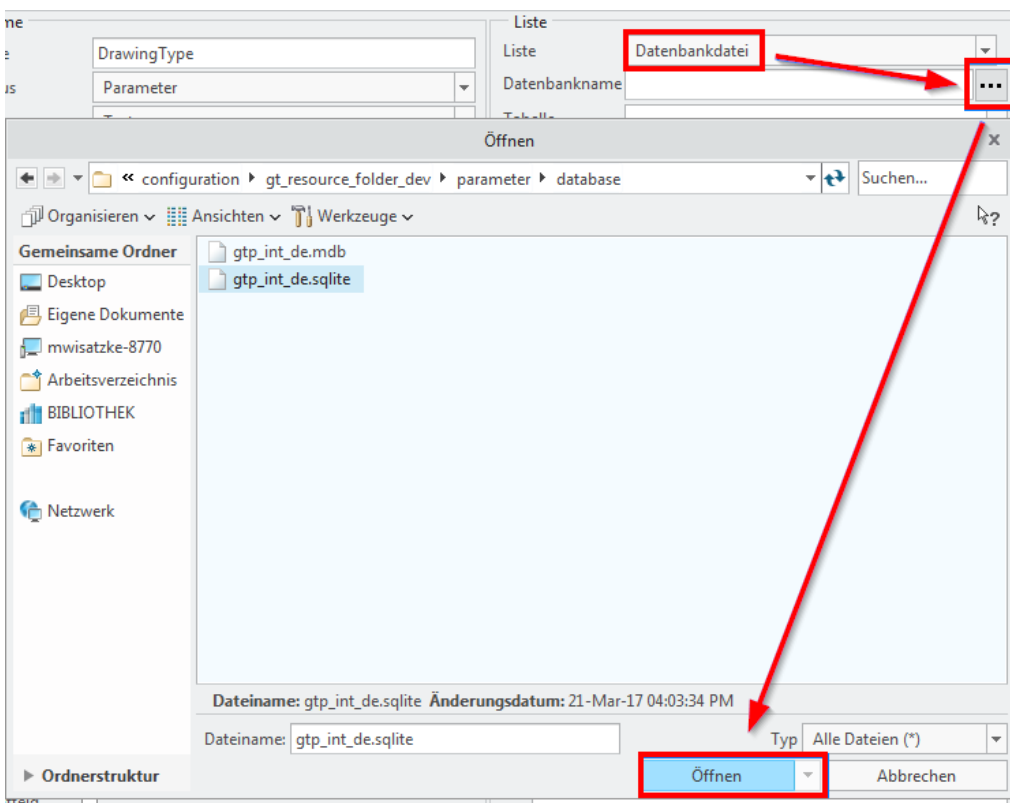 Liste
Liste Datenbankdatei
DrawingType
Datenbankname ...
Parameter
Öffnen x
« configuration gt_resource_folder_dev parameter database Suchen...
Organisieren Ansichten Werkzeuge ?
Gemeinsame Ordner
gtp_int_de.mdb
Desktop
gtp_int_de.sqlite
Eigene Dokumente
mwisatzke-8770
Arbeitsverzeichnis
BIBLIOTHEK
Favoriten
Netzwerk
Dateiname: gtp_int_de.sqlite Änderungsdatum: 21-Mar-17 04:03:34 PM
Dateiname: gtp_int_de.sqlite Typ Alle Dateien (*)
Ordnerstruktur Öffnen Abbrechen